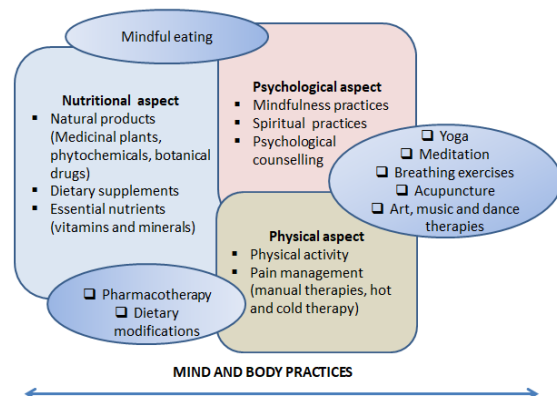 Mindful eating
Nutritional aspect
▪ Natural products
(Medicinal plants,
phytochemicals, botanical
drugs)
▪ Dietary supplements
▪ Essential nutrients
(vitamins and minerals)
Psychological aspect
▪ Mindfulness practices
▪ Spiritual practices
▪ Psychological
counselling
❑ Yoga
❑ Meditation
❑ Breathing exercises
❑ Acupuncture
❑ Art, music and dance
therapies
Physical aspect
▪ Physical activity
▪ Pain management
(manual therapies, hot
and cold therapy)
❑ Pharmacotherapy
❑ Dietary
modifications
MIND AND BODY PRACTICES